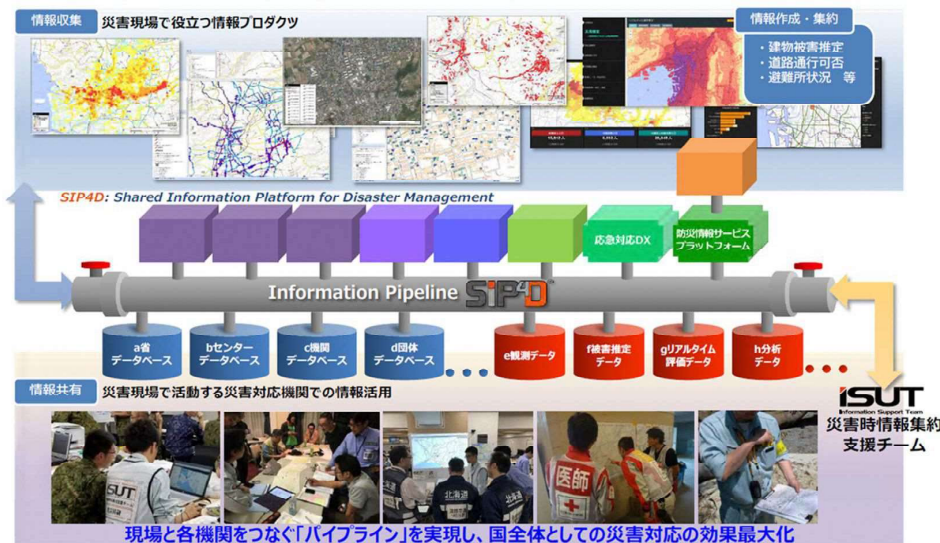 情報収集
災害現場で役立つ情報プロダクツ
情報作成・集約
・建物被害推定
・道路通行可否
・避難所状況 等
SIP4D: Shared Information Platform for Disaster Management
応急対応DX
防災情報サービス
プラットフォーム
Information Pipeline SiP4D
a省
データベース
bセンター
データベース
c機関
データベース
d団体
データベース
e観測データ
f被害推定
データ
gリアルタイム
評価データ
h分析
データ
情報共有
災害現場で活動する災害対応機関での情報活用
iSUT
Information Support Team
災害時情報集約
支援チーム
iSUT
北海道
北海道
医師
現場と各機関をつなぐ「パイプライン」を実現し、国全体としての災害対応の効果最大化